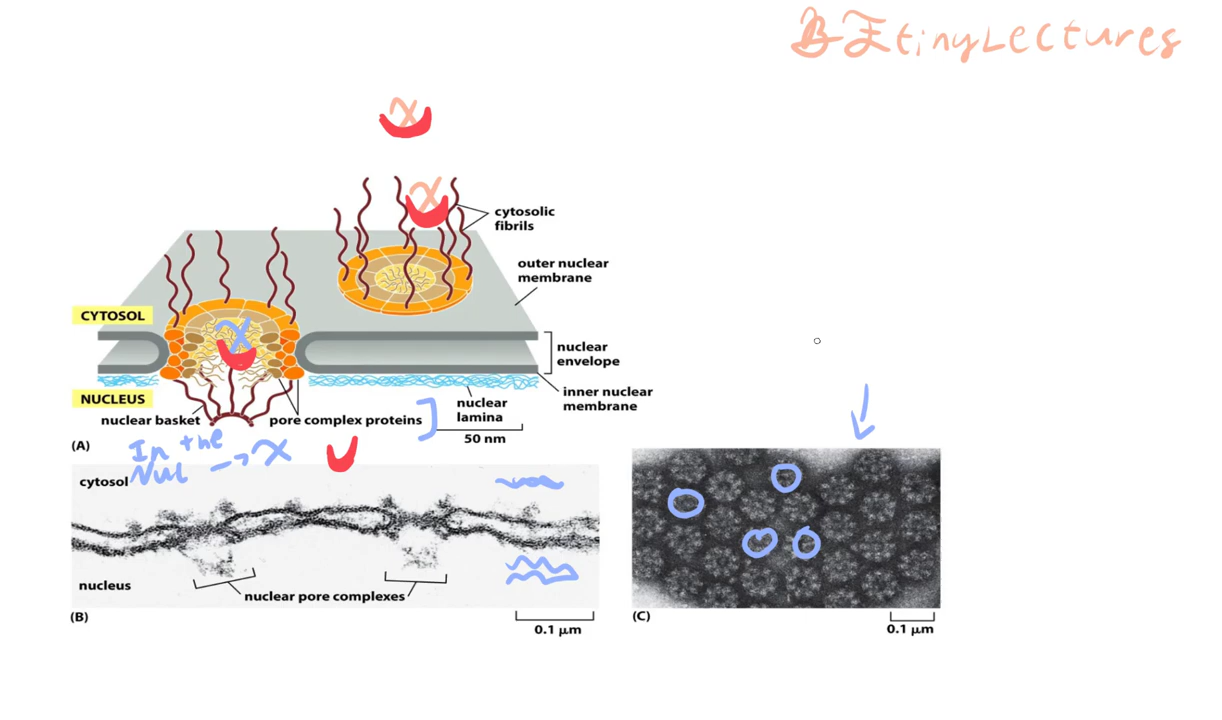 tinyLectures
x
x
cytosolic
fibrils
outer nuclear
membrane
CYTOSOL
x
nuclear
envelope
NUCLEUS
inner nuclear
membrane
nuclear basket
pore complex proteins
nuclear
lamina
50 nm
(A)
In the
Nul → x
cytosol
nucleus
nuclear pore complexes
(B)
0.1 µm
(C)
0.1 µm